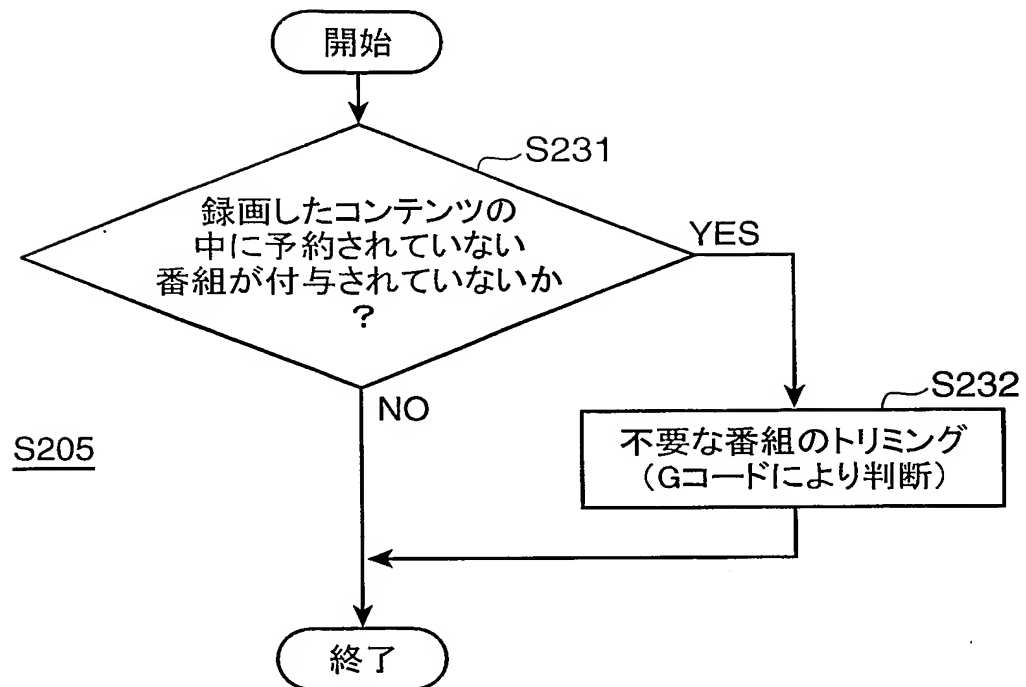 開始
S231
録画したコンテンツの
中に予約されていない
番組が付与されていないか
?
YES
NO
S232
不要な番組のトリミング
(Gコードにより判断)
S205
終了